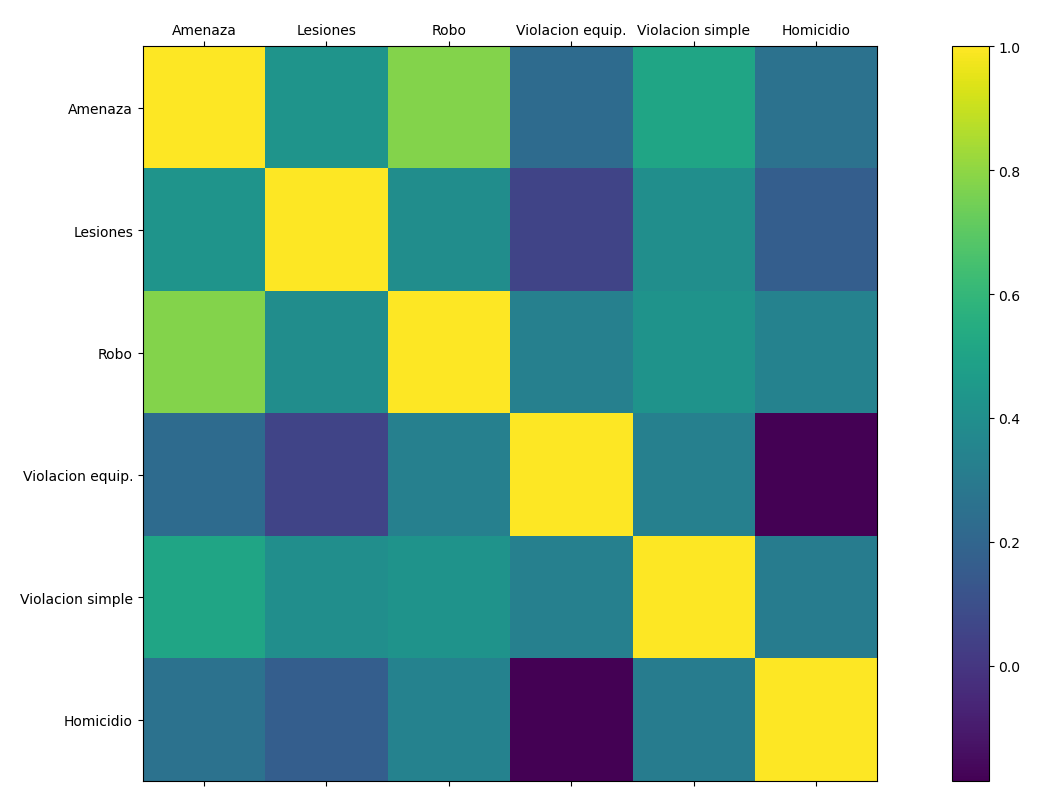 Amenaza Lesiones Robo Violacion equip. Violacion simple Homicidio
Amenaza
Lesiones
Robo
Violacion equip.
Violacion simple
Homicidio
1.0
0.8
0.6
0.4
0.2
0.0